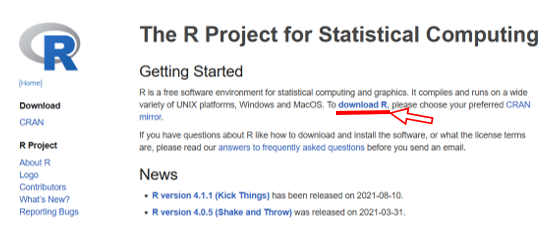 R
The R Project for Statistical Computing
[Home]
Download
CRAN
R Project
About R
Logo
Contributors
What's New?
Reporting Bugs
Getting Started
R is a free software environment for statistical computing and graphics. It compiles and runs on a wide
variety of UNIX platforms, Windows and MacOS. To download R, please choose your preferred CRAN
mirror.
If you have questions about R like how to download and install the software, or what the license terms
are, please read our answers to frequently asked questions before you send an email.
News
• R version 4.1.1 (Kick Things) has been released on 2021-08-10.
• R version 4.0.5 (Shake and Throw) was released on 2021-03-31.